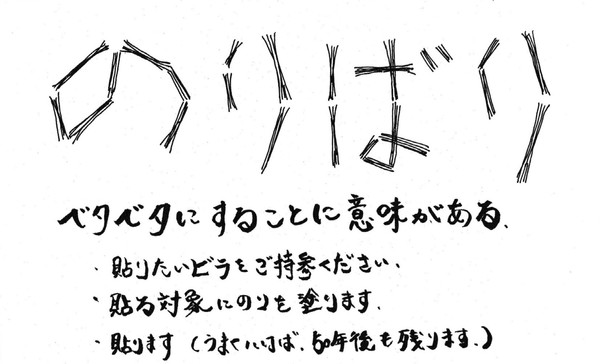 のりばり
ベタベタにすることに意味がある、
・貼りたいビラをご持参ください.
・貼る対象にのりを塗ります.
・貼ります(うまくいけば、50年後も残ります。)